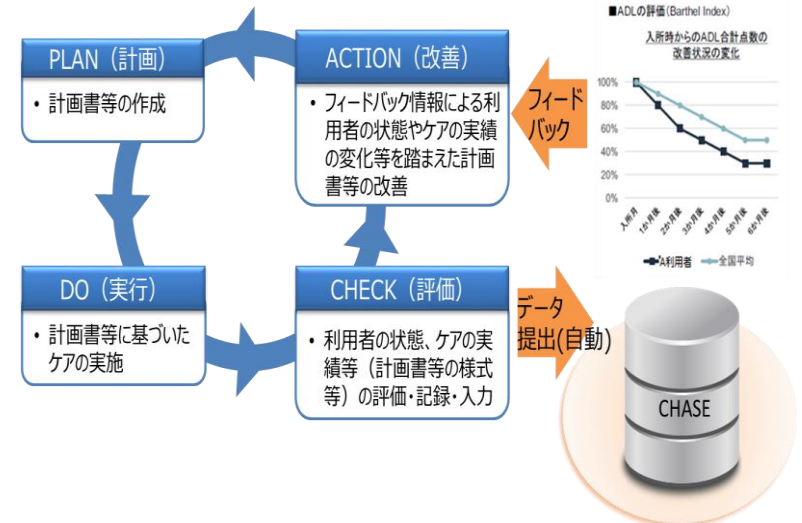 PLAN（計画）
・ 計画書等の作成
ACTION（改善）
・ フィードバック情報による利
用者の状態やケアの実績
の変化等を踏まえた計画
書等の改善
フィード
バック
■ADLの評価(Barthel Index)
入所時からのADL合計点数の
改善状況の変化
100%
80%
60%
40%
20%
0%
入所月
1か月後
2か月後
3か月後
4か月後
5か月後
6か月後
A利用者
全国平均
DO（実行）
・ 計画書等に基づいた
ケアの実施
CHECK（評価）
・ 利用者の状態、ケアの実
績等（計画書等の様式
等）の評価・記録・入力
データ
提出(自動)
CHASE